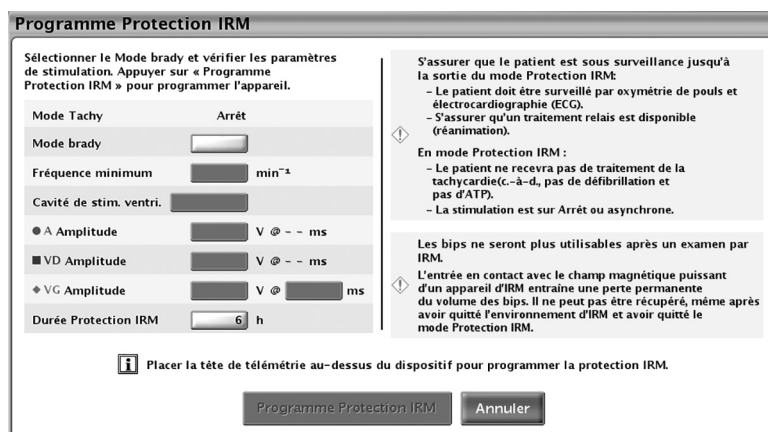 Programme Protection IRM
Sélectionner le Mode brady et vérifier les paramètres
de stimulation. Appuyer sur « Programme
Protection IRM » pour programmer l'appareil.
Mode Tachy Arrêt
Mode brady
Fréquence minimum min⁻¹
Cavité de stim. ventri.
A Amplitude V @ - - ms
VD Amplitude V @ - - ms
VG Amplitude V @ ms
Durée Protection IRM 6 h
S'assurer que le patient est sous surveillance jusqu'à
la sortie du mode Protection IRM:
- Le patient doit être surveillé par oxymétrie de pouls et
électrocardiographie (ECG).
- S'assurer qu'un traitement relais est disponible
(réanimation).
En mode Protection IRM :
- Le patient ne recevra pas de traitement de la
tachycardie(c.-à-d., pas de défibrillation et
pas d'ATP).
- La stimulation est sur Arrêt ou asynchrone.
Les bips ne seront plus utilisables après un examen par
IRM.
L'entrée en contact avec le champ magnétique puissant
d'un appareil d'IRM entraîne une perte permanente
du volume des bips. Il ne peut pas être récupéré, même après
avoir quitté l'environnement d'IRM et avoir quitté le
mode Protection IRM.
i Placer la tête de télémétrie au-dessus du dispositif pour programmer la protection IRM.
Programme Protection IRM Annuler